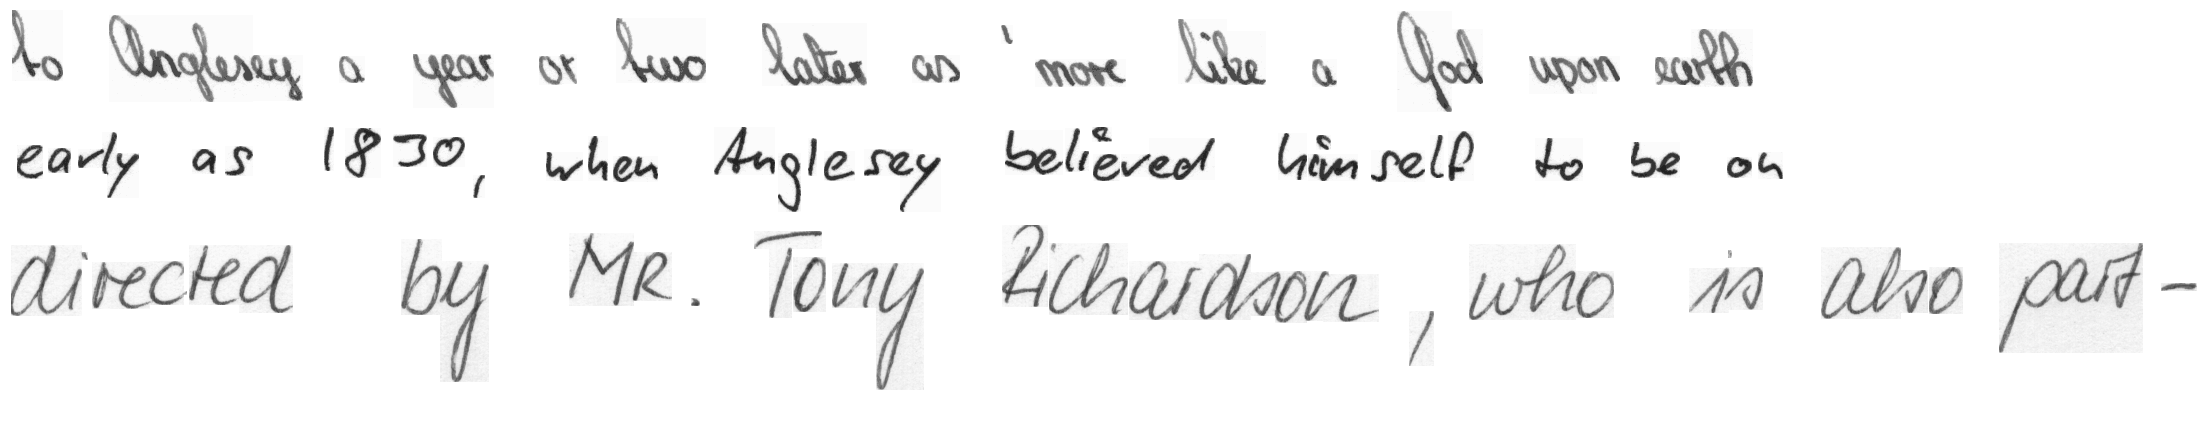 to Anglesey a year or two later as 'more like a God upon earth
early as 1830, when Anglesey believed himself to be on
directed by MR. Tony Richardson, who is also part-